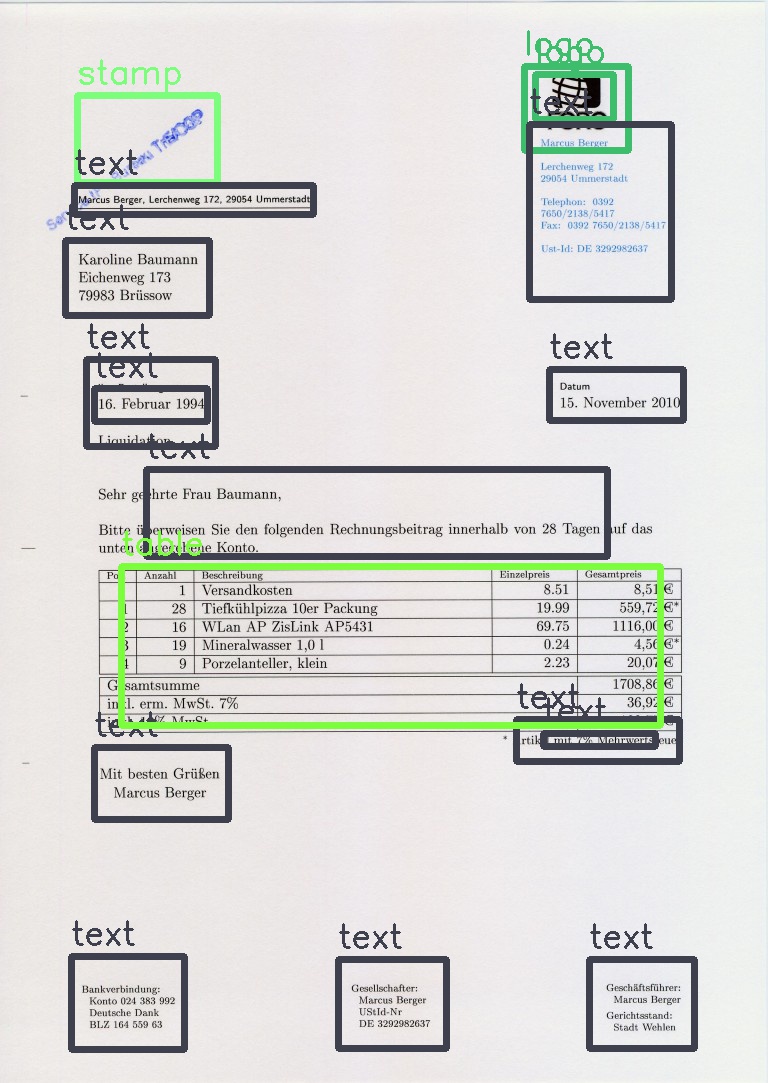 stamp
logo
logo
text
Marcus Berger
Lerchenweg 172
29054 Ummerstadt
Telephon: 0392
7650/2138/5417
Fax: 0392 7650/2138/5417
Ust-Id: DE 3292982637
text
Marcus Berger, Lerchenweg 172, 29054 Ummerstadt
text
Karoline Baumann
Eichenweg 173
79983 Brüssow
text
text
16. Februar 1994
Liquidation
text
Datum
15. November 2010
text
Sehr geehrte Frau Baumann,
Bitte überweisen Sie den folgenden Rechnungsbeitrag innerhalb von 28 Tagen auf das
unten angegebene Konto.
table
Anzahl Beschreibung Einzelpreis Gesamtpreis
1 Versandkosten 8.51 8,51 €
1 28 Tiefkühlpizza 10er Packung 19.99 559,72 €*
2 16 WLan AP ZisLink AP5431 69.75 1116,00 €
3 19 Mineralwasser 1,0 l 0.24 4,56 €*
4 9 Porzelanteller, klein 2.23 20,07 €
Gesamtsumme 1708,86 €
inkl. erm. MwSt. 7% 36,92 €
MwSt.
text
text
* Artikel mit 7% Mehrwertsteuer
text
Mit besten Grüßen
Marcus Berger
text
Bankverbindung:
Konto 024 383 992
Deutsche Dank
BLZ 164 559 63
text
Gesellschafter:
Marcus Berger
UStId-Nr
DE 3292982637
text
Geschäftsführer:
Marcus Berger
Gerichtsstand:
Stadt Wehlen